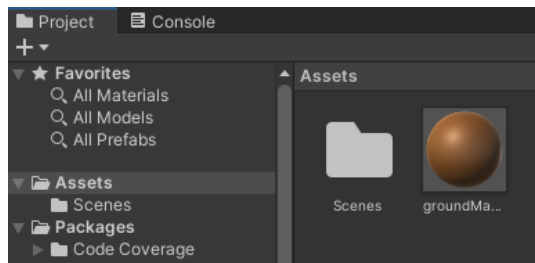 Project
Console
Favorites
All Materials
All Models
All Prefabs
Assets
Scenes
Packages
Code Coverage
Assets
Scenes
groundMa...